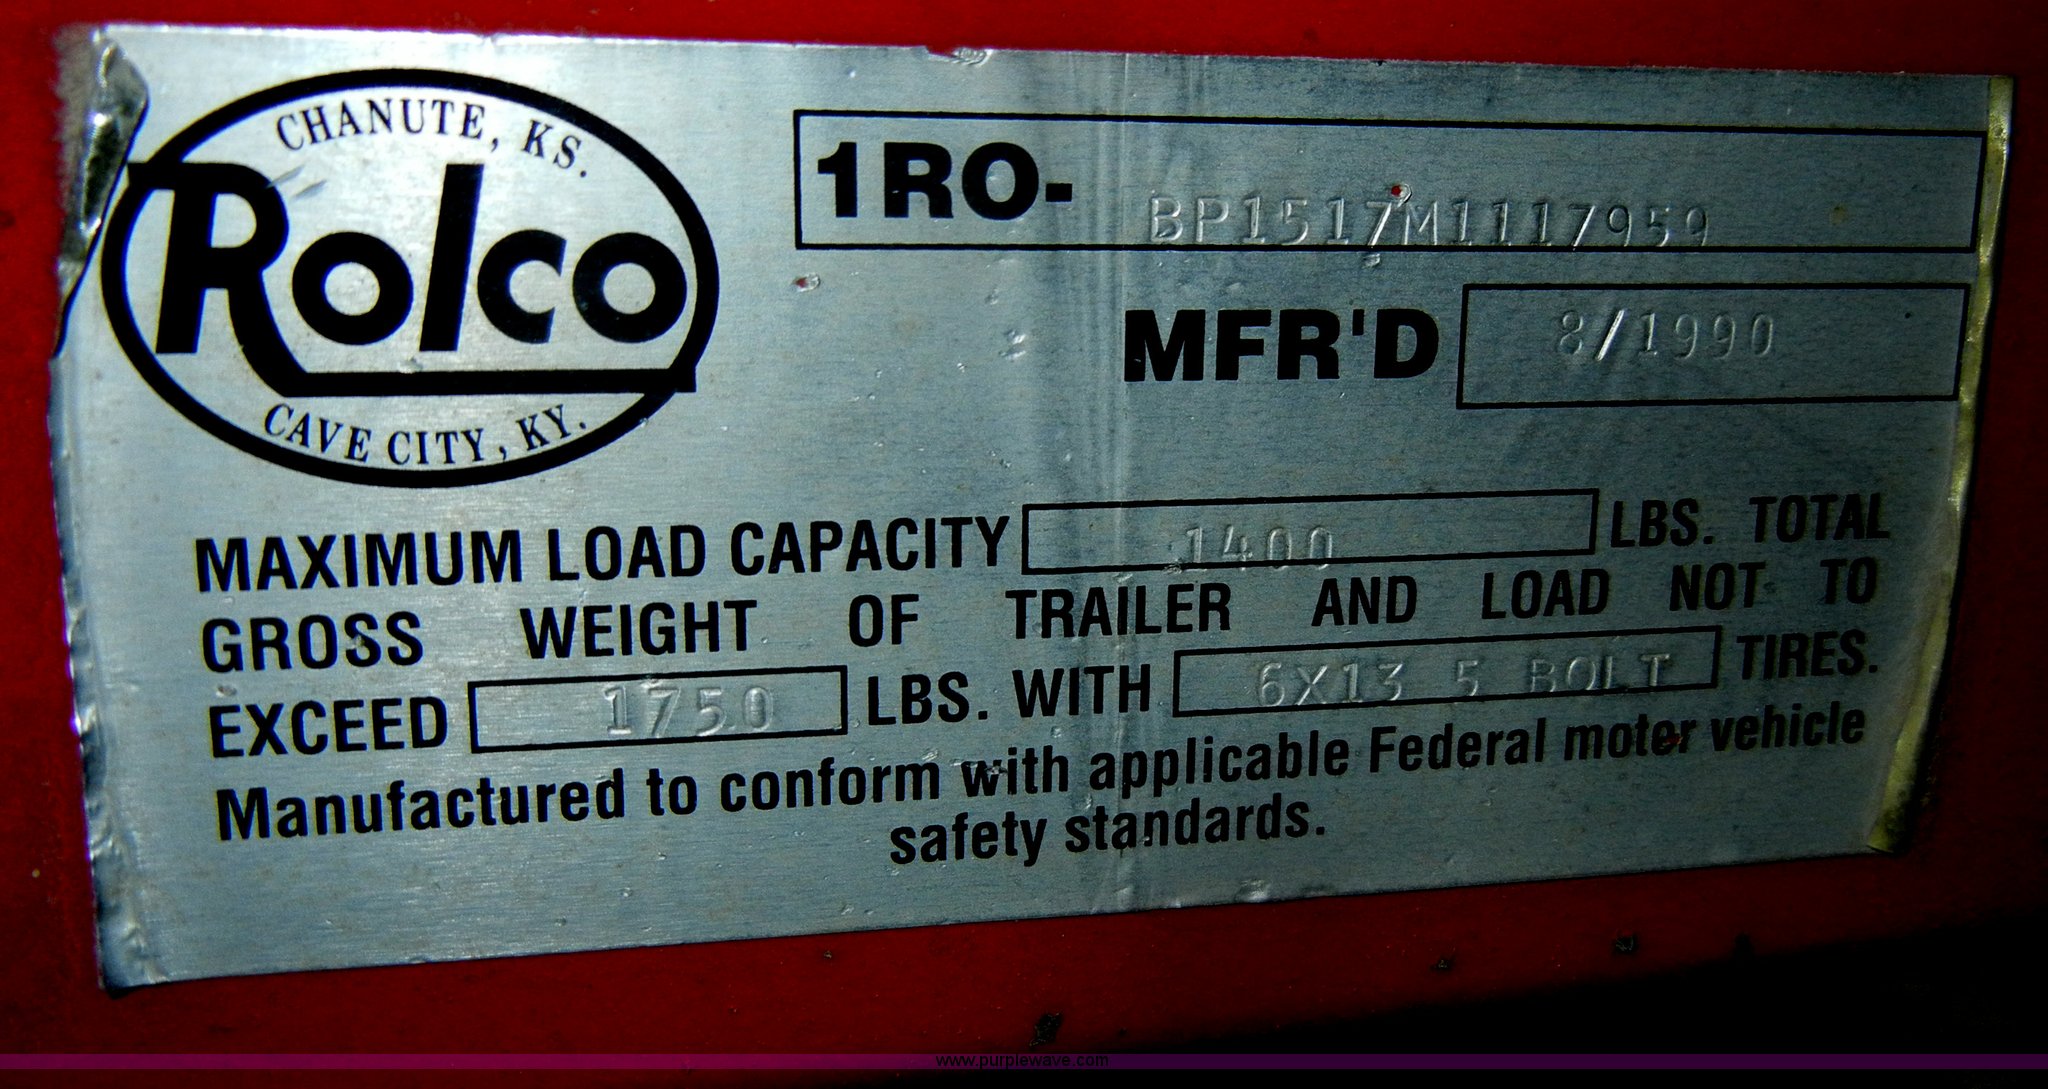 CHANUTE, KS.
Rolco
CAVE CITY, KY.
1RO- BP1517M1117959
MFR'D 8/1990
MAXIMUM LOAD CAPACITY 1400 LBS. TOTAL
GROSS WEIGHT OF TRAILER AND LOAD NOT TO
EXCEED 1750 LBS. WITH 6X13 5 BOLT TIRES.
Manufactured to conform with applicable Federal motor vehicle
safety standards.
www.purplewave.com